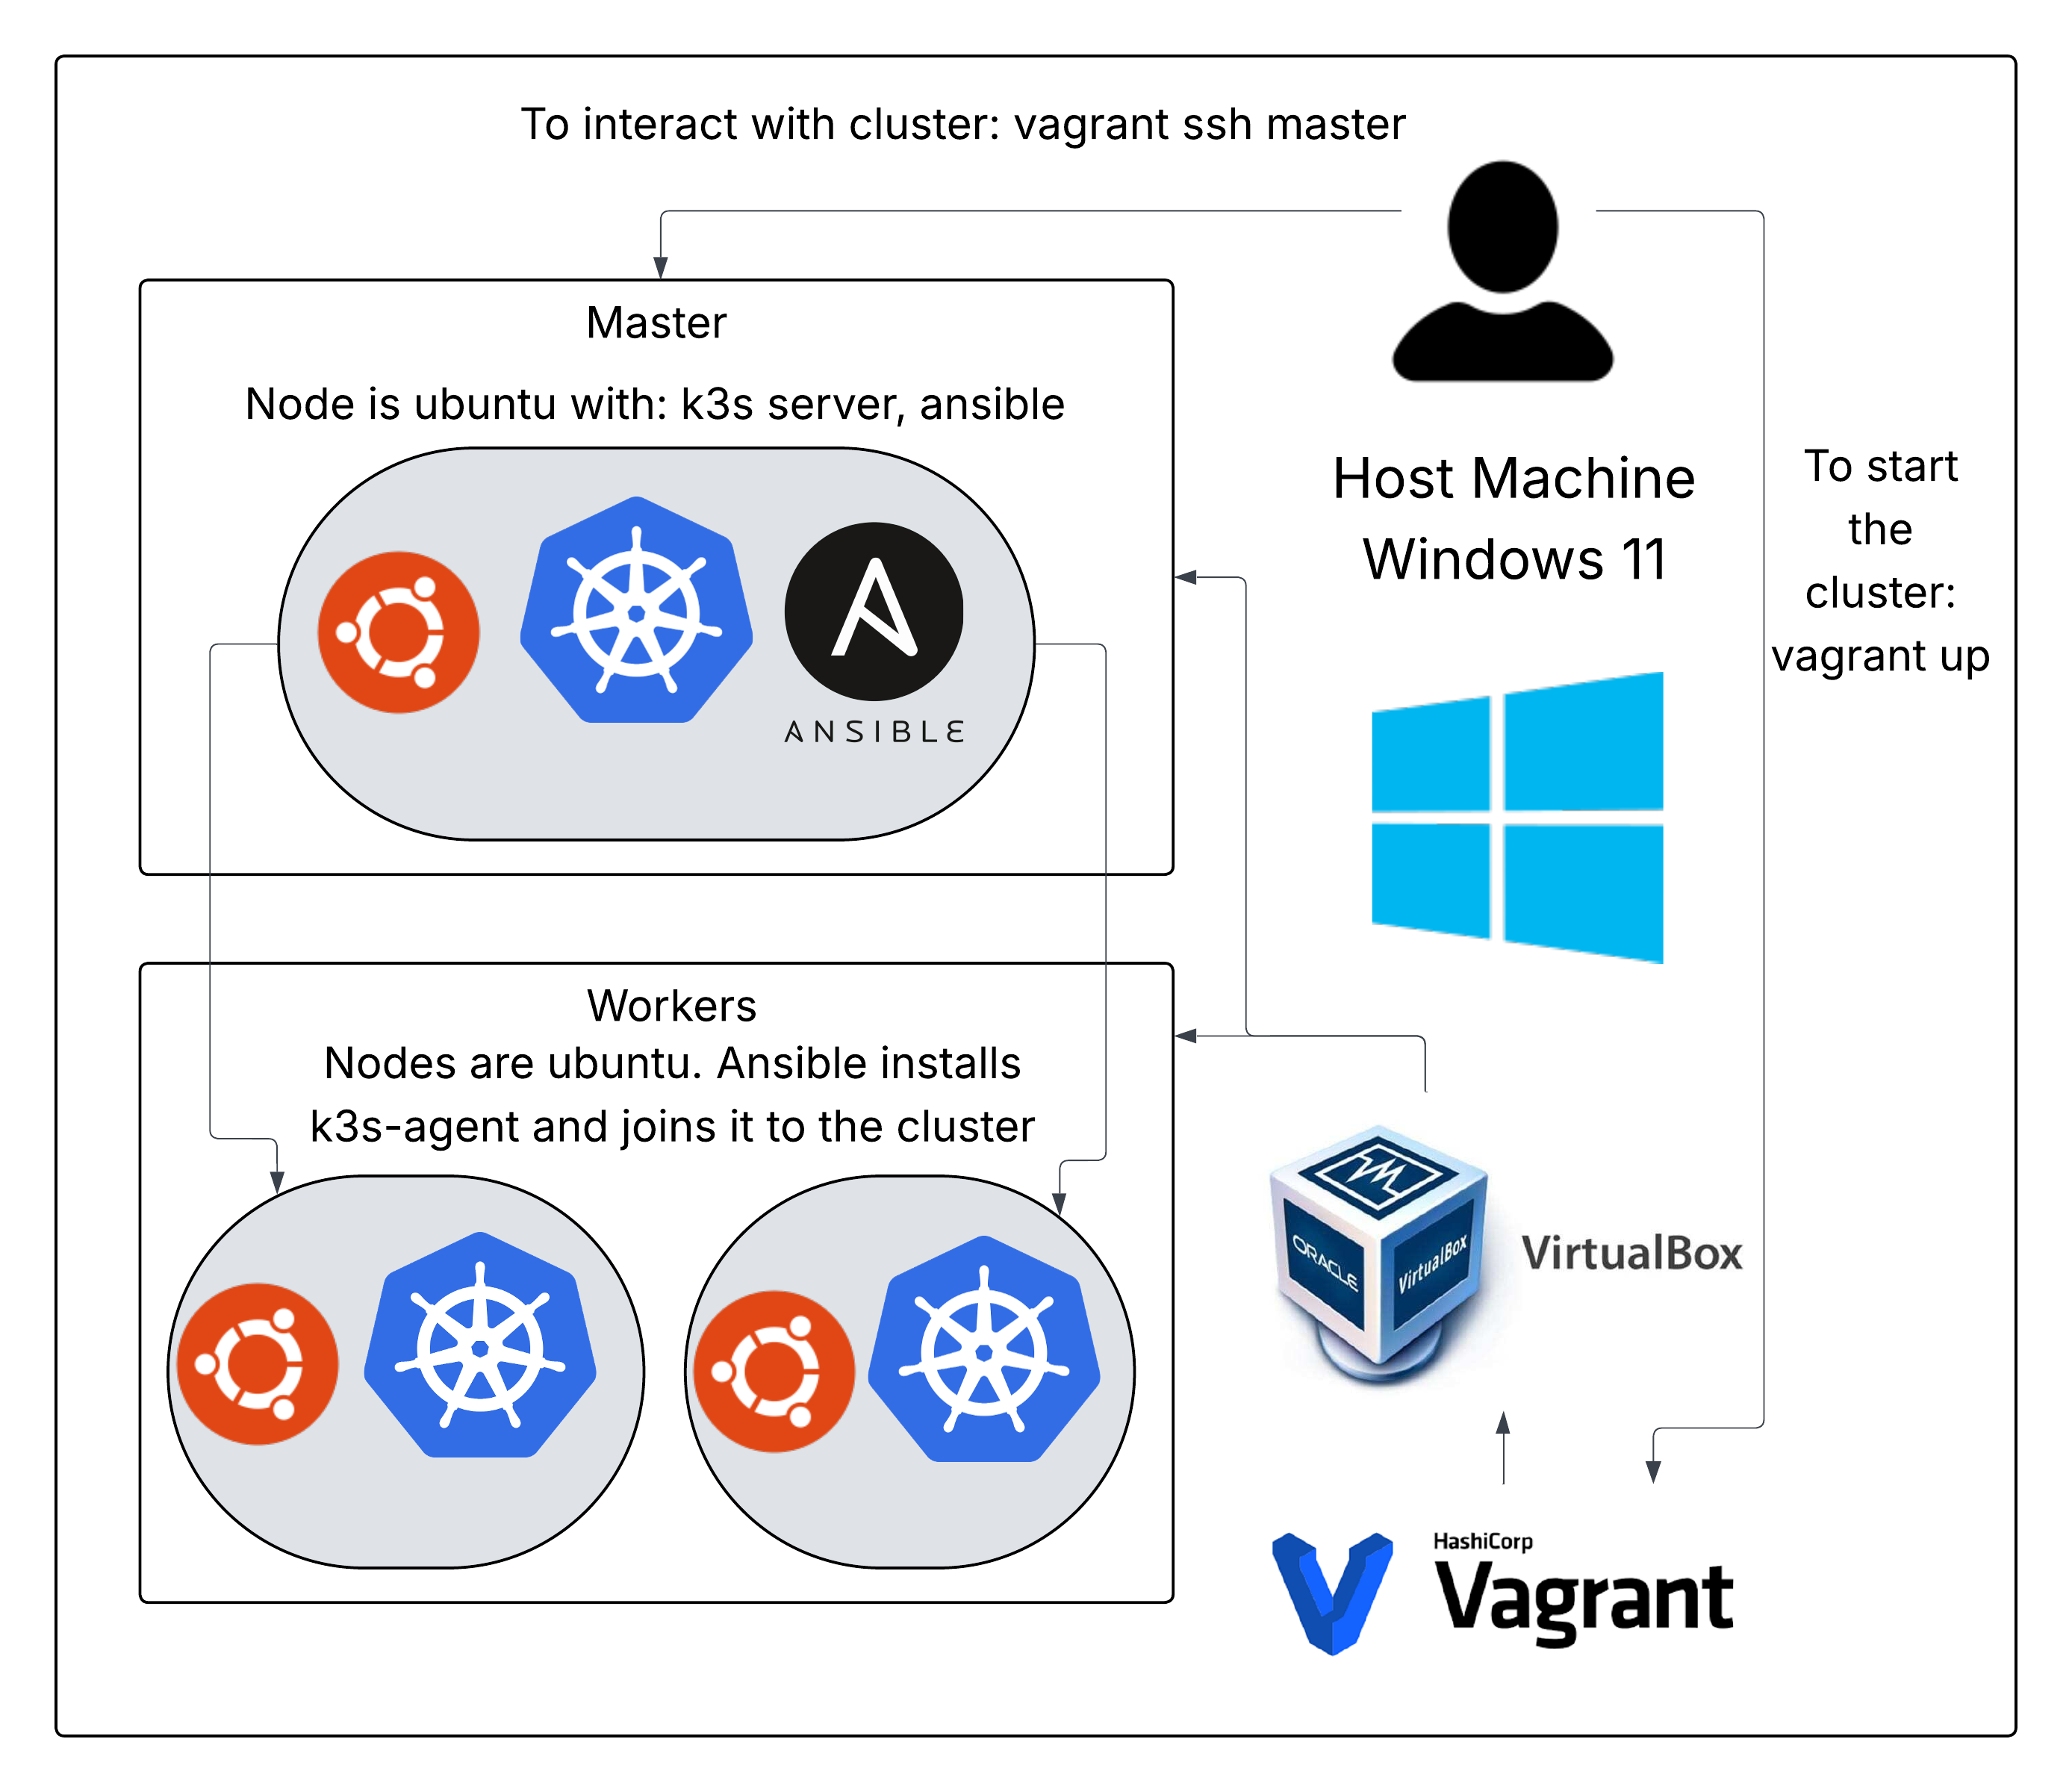 To interact with cluster: vagrant ssh master
Master
Node is ubuntu with: k3s server, ansible
ANSIBLE
Host Machine
Windows 11
To start
the
cluster:
vagrant up
Workers
Nodes are ubuntu. Ansible installs
k3s-agent and joins it to the cluster
ORACLE
VirtualBox
VirtualBox
HashiCorp
Vagrant